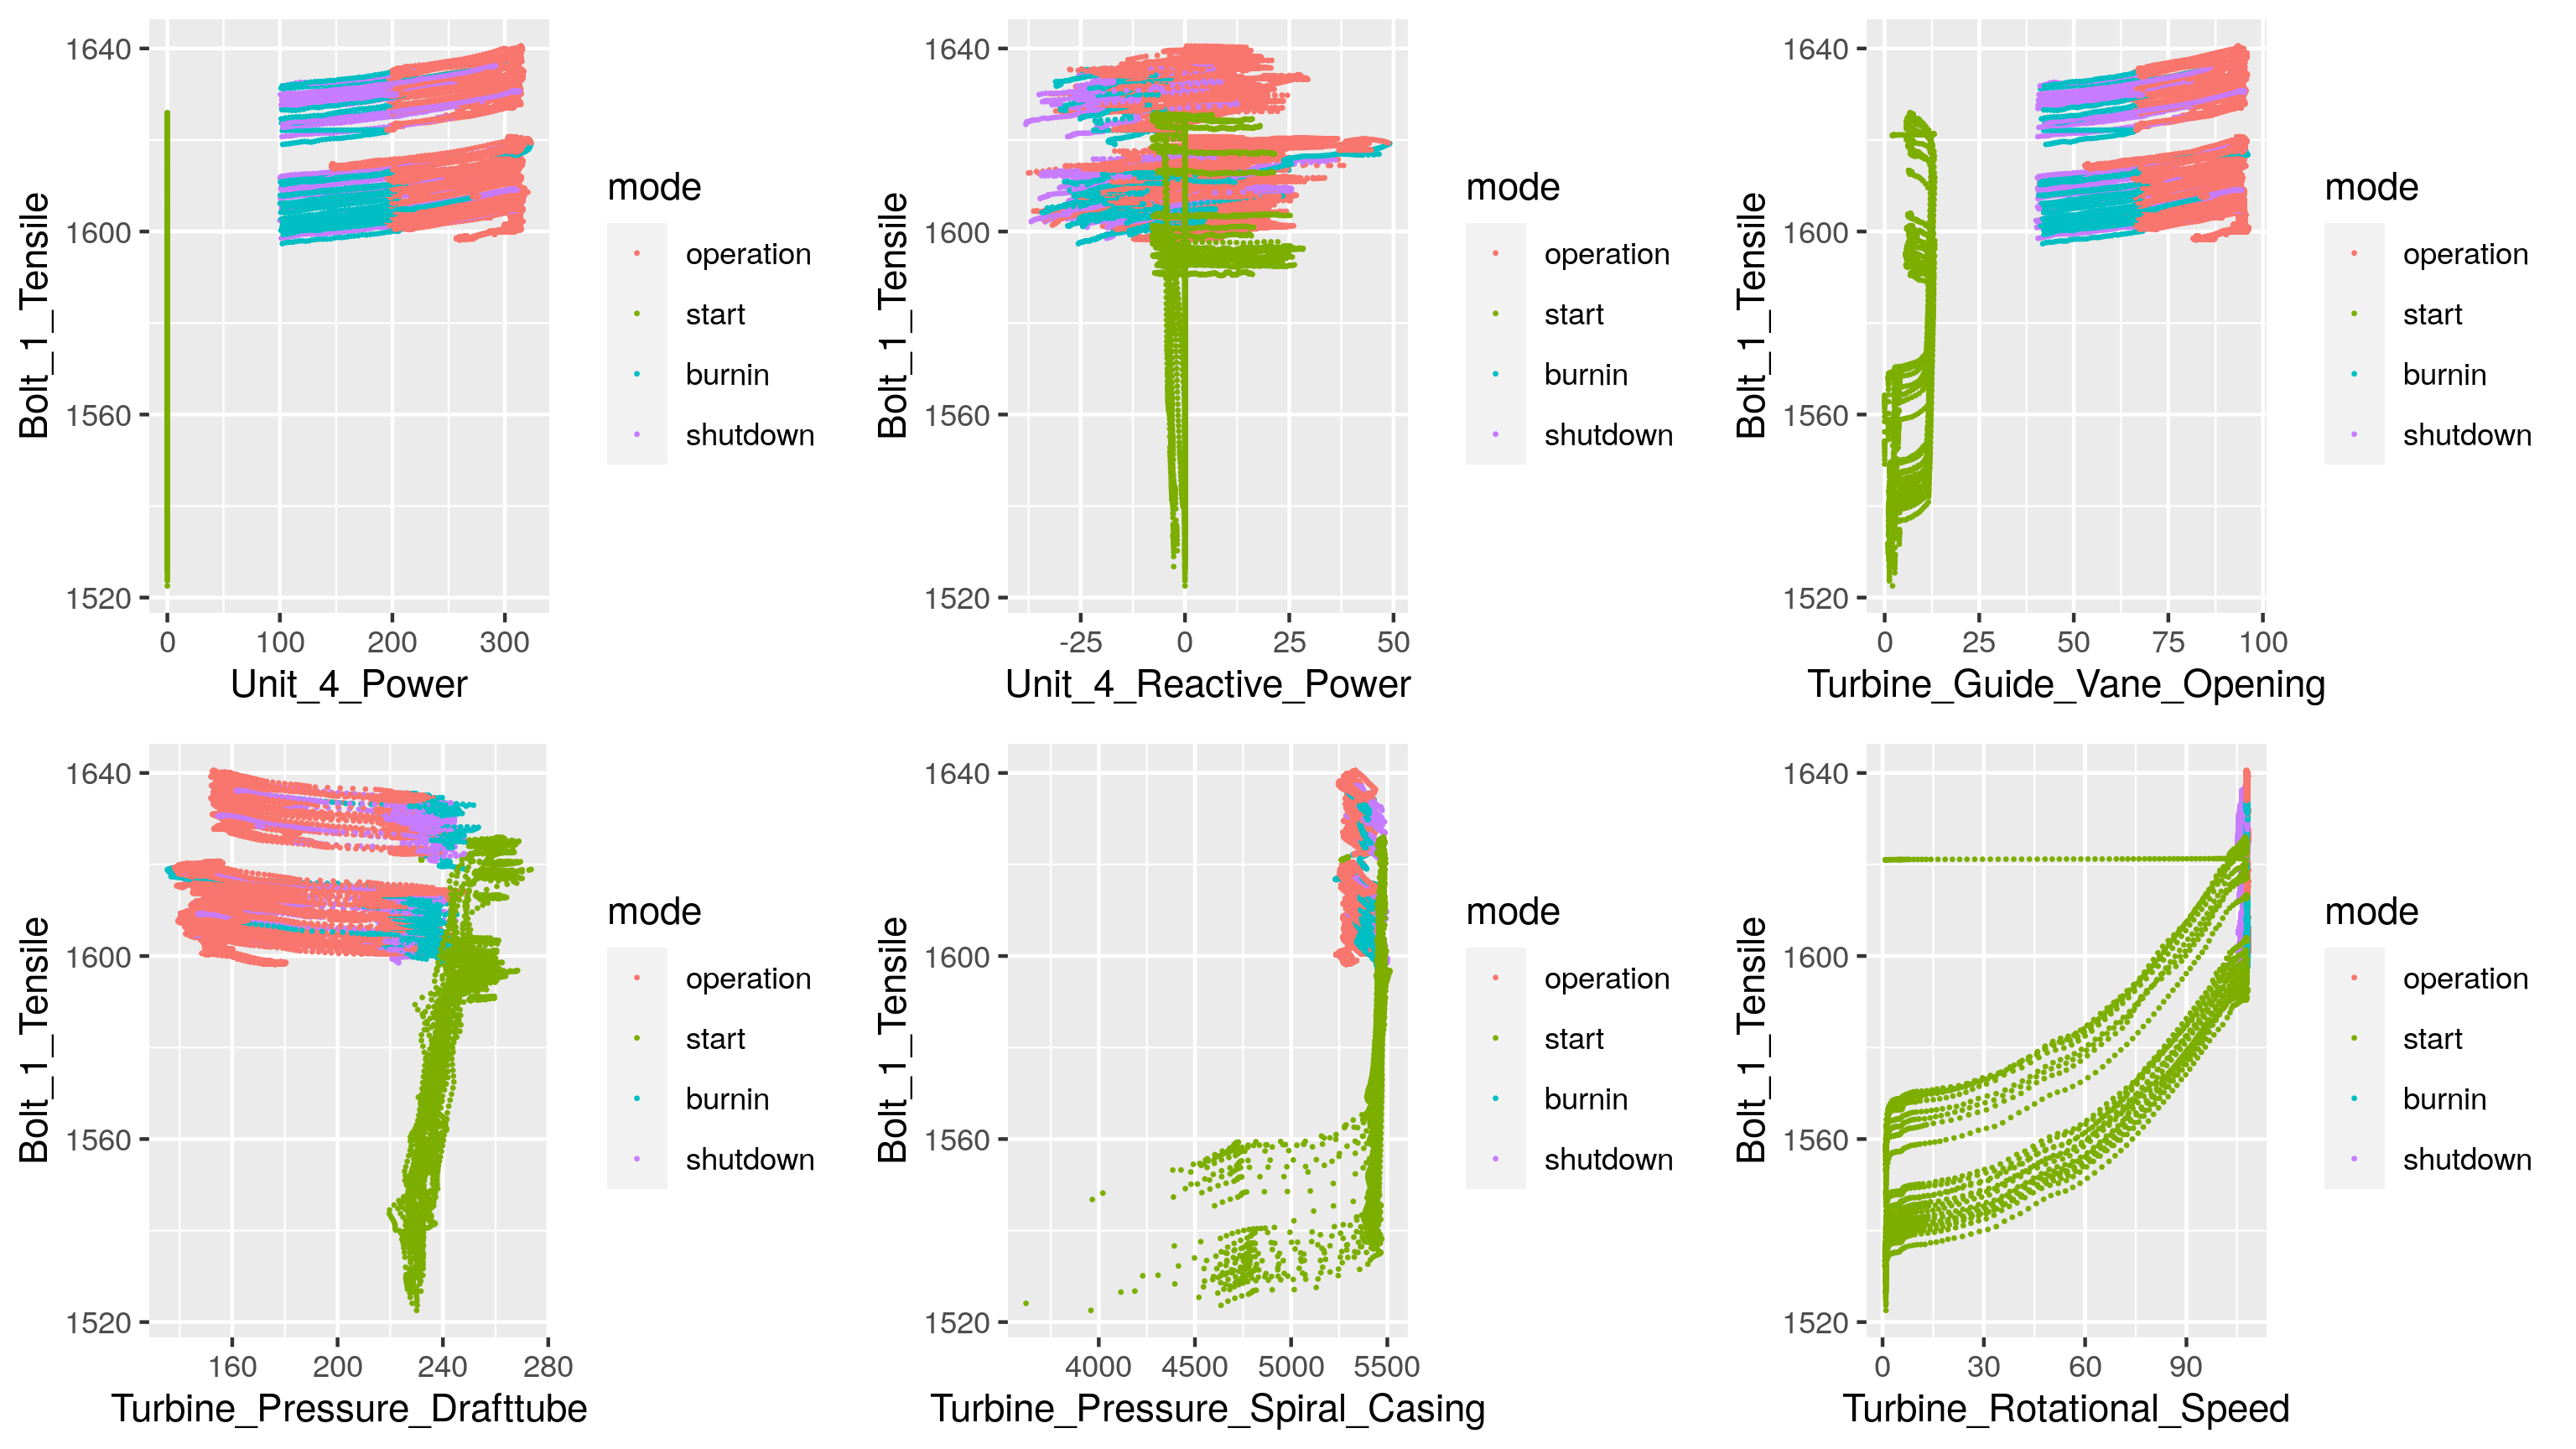 Bolt_1_Tensile
1640
1600
1560
1520
0 100 200 300
Unit_4_Power
mode
operation
start
burnin
shutdown
Bolt_1_Tensile
1640
1600
1560
1520
-25 0 25 50
Unit_4_Reactive_Power
mode
operation
start
burnin
shutdown
Bolt_1_Tensile
1640
1600
1560
1520
0 25 50 75 100
Turbine_Guide_Vane_Opening
mode
operation
start
burnin
shutdown
Bolt_1_Tensile
1640
1600
1560
1520
160 200 240 280
Turbine_Pressure_Drafttube
mode
operation
start
burnin
shutdown
Bolt_1_Tensile
1640
1600
1560
1520
4000 4500 5000 5500
Turbine_Pressure_Spiral_Casing
mode
operation
start
burnin
shutdown
Bolt_1_Tensile
1640
1600
1560
1520
0 30 60 90
Turbine_Rotational_Speed
mode
operation
start
burnin
shutdown